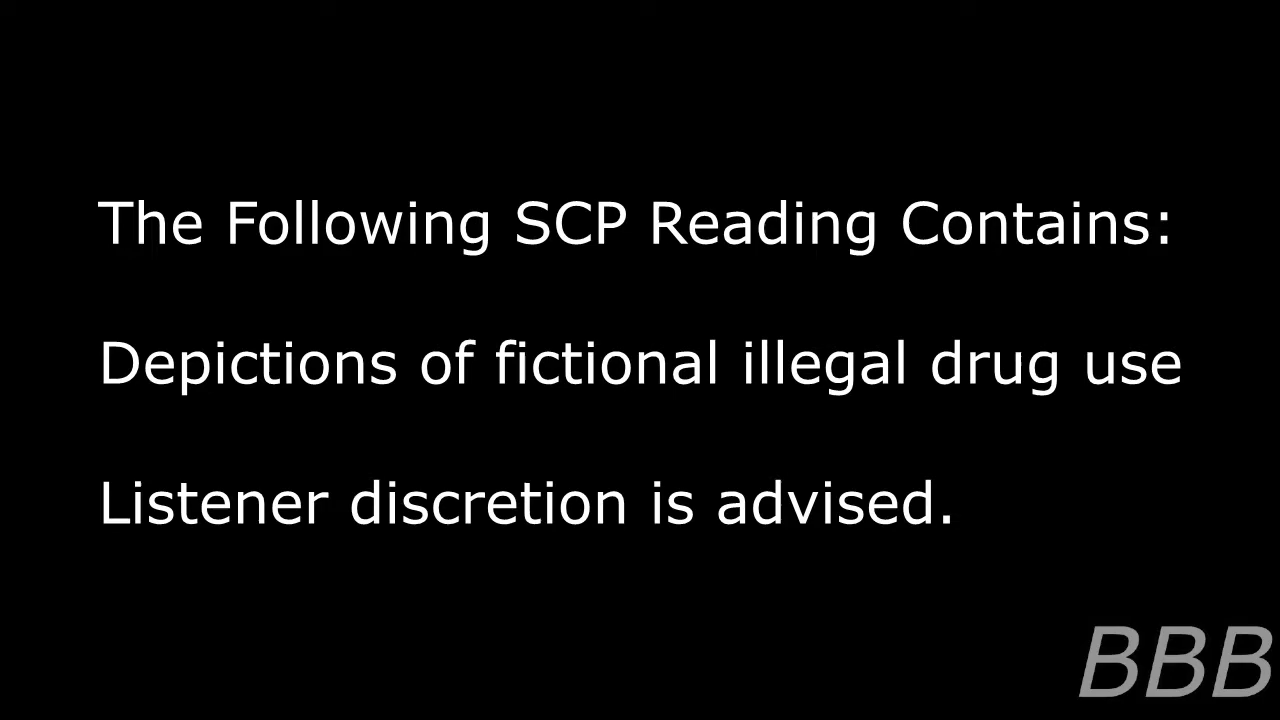 The Following SCP Reading Contains:
Depictions of fictional illegal drug use
Listener discretion is advised.
BBB